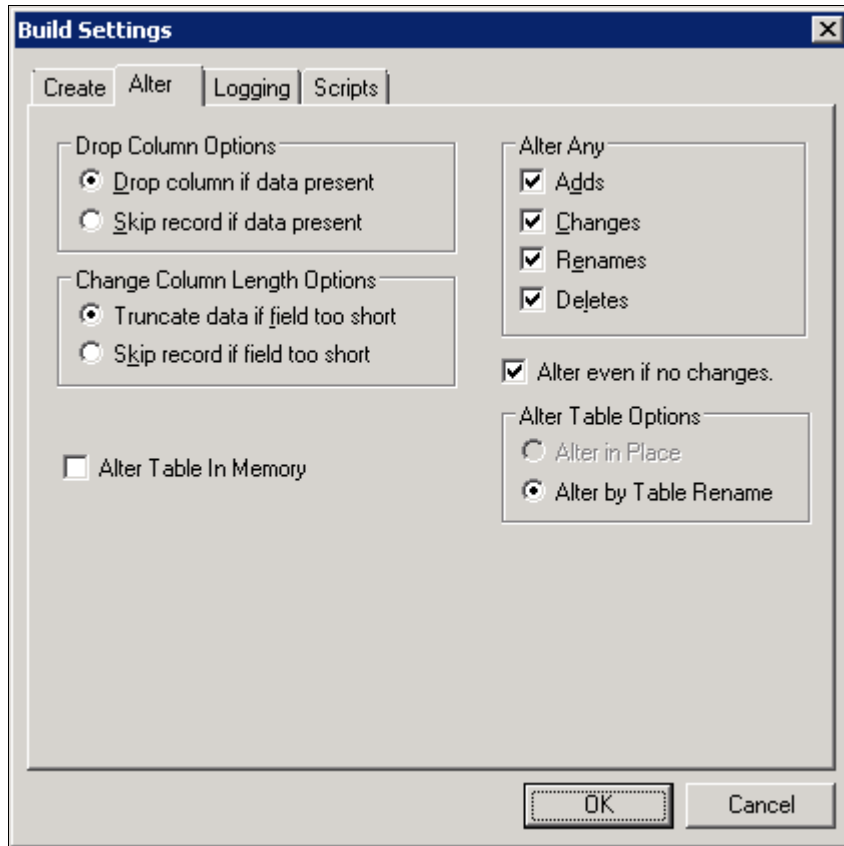 Build Settings
Create Alter Logging Scripts
Drop Column Options
Drop column if data present
Skip record if data present
Change Column Length Options
Truncate data if field too short
Skip record if field too short
Alter Table In Memory
Alter Any
Adds
Changes
Renames
Deletes
Alter even if no changes.
Alter Table Options
Alter in Place
Alter by Table Rename
OK Cancel